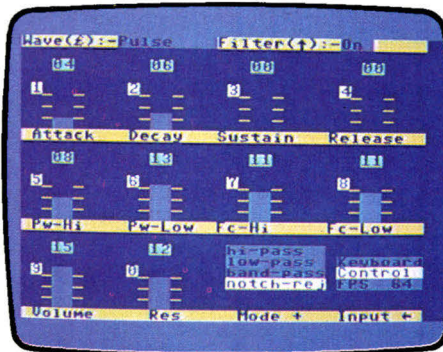 Wave(£):-Pulse Filter(↑):-On
04 06 00 00
1 2 3 4
Attack Decay Sustain Release
08 13 11 11
5 6 7 8
Pw-Hi Pw-Low Fc-Hi Fc-Low
15 12
hi-pass
low-pass Keyboard
9 0 band-pass Control
notch-rej FPS 64
Volume Res Mode + Input ←